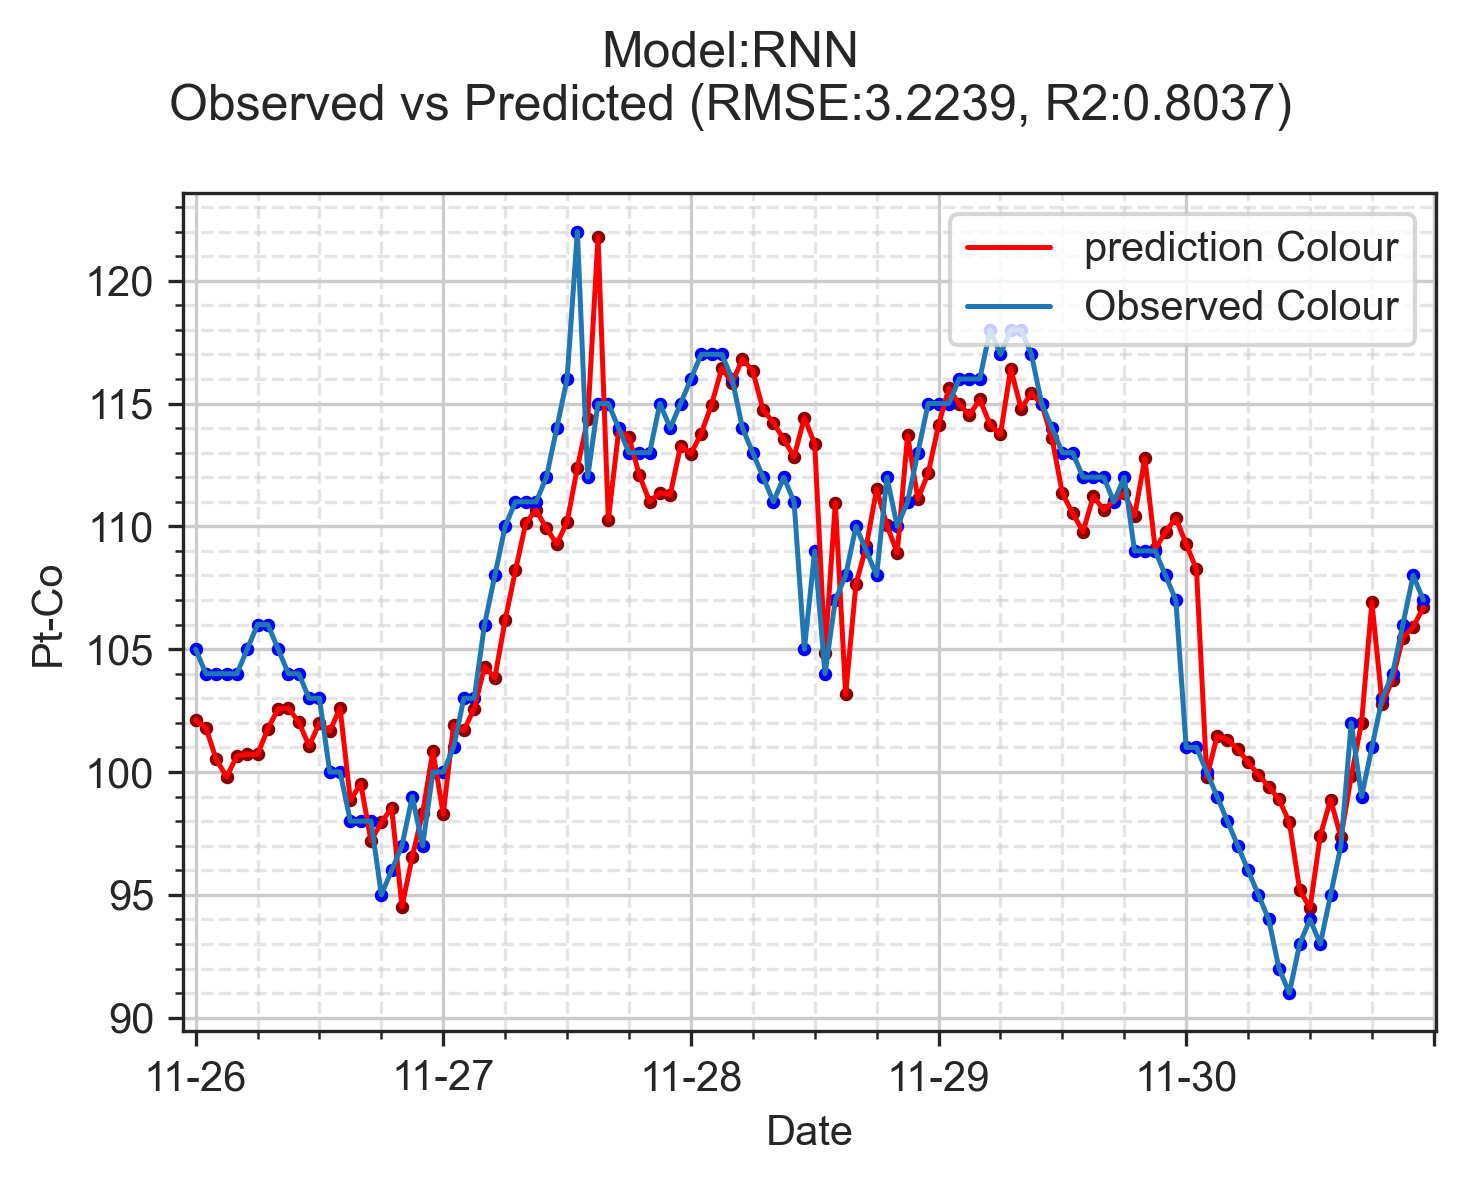 Model:RNN
Observed vs Predicted (RMSE:3.2239, R2:0.8037)
prediction Colour
Observed Colour
120
115
110
105
100
95
90
Pt-Co
11-26
11-27
11-28
11-29
11-30
Date